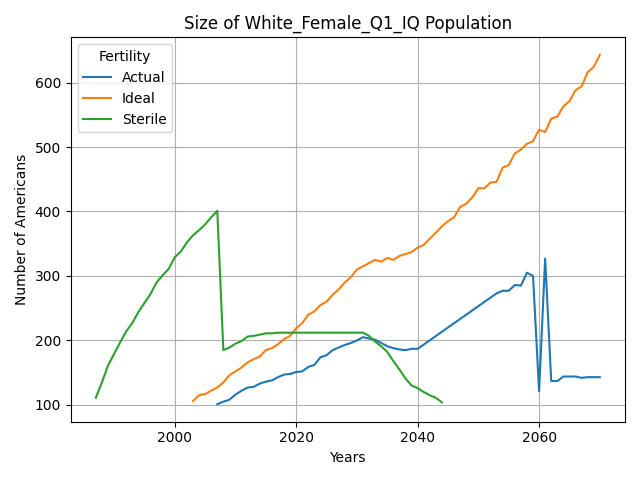 Size of White_Female_Q1_IQ Population
Fertility
Actual
Ideal
Sterile
Number of Americans
600
500
400
300
200
100
2000
2020
2040
2060
Years